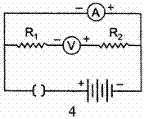 − A +
R1 − V + R2
+ −
4